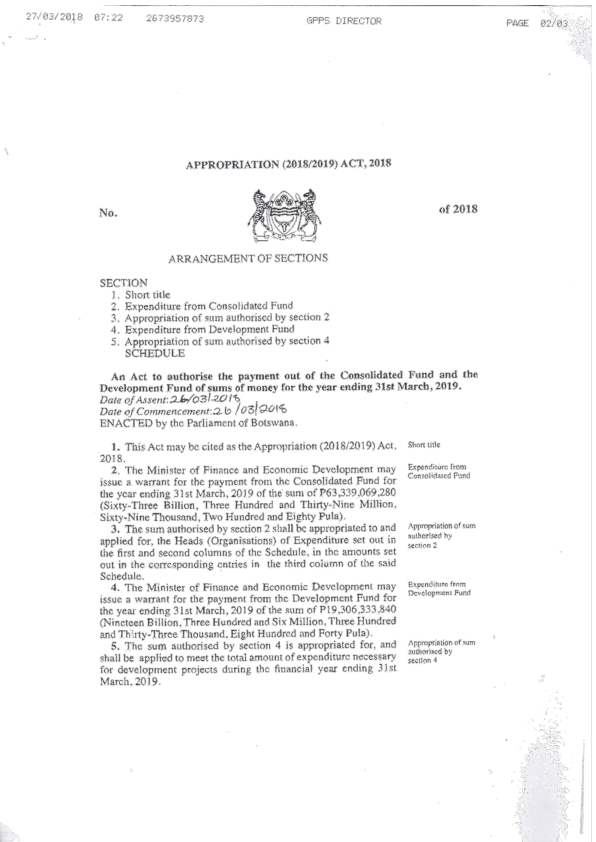 27/03/2018 07:22 2673957873 GPPS DIRECTOR PAGE 02/03
APPROPRIATION (2018/2019) ACT, 2018
No. of 2018
ARRANGEMENT OF SECTIONS
SECTION
1. Short title
2. Expenditure from Consolidated Fund
3. Appropriation of sum authorised by section 2
4. Expenditure from Development Fund
5. Appropriation of sum authorised by section 4
SCHEDULE
An Act to authorise the payment out of the Consolidated Fund and the
Development Fund of sums of money for the year ending 31st March, 2019.
Date of Assent: 26/03/2018
Date of Commencement: 26/03/2018
ENACTED by the Parliament of Botswana.
1. This Act may be cited as the Appropriation (2018/2019) Act,
2018.
Short title
2. The Minister of Finance and Economic Development may
issue a warrant for the payment from the Consolidated Fund for
the year ending 31st March, 2019 of the sum of P63,339,069,280
(Sixty-Three Billion, Three Hundred and Thirty-Nine Million,
Sixty-Nine Thousand, Two Hundred and Eighty Pula).
Expenditure from
Consolidated Fund
3. The sum authorised by section 2 shall be appropriated to and
applied for, the Heads (Organisations) of Expenditure set out in
the first and second columns of the Schedule, in the amounts set
out in the corresponding entries in the third column of the said
Schedule.
Appropriation of sum
authorised by
section 2
4. The Minister of Finance and Economic Development may
issue a warrant for the payment from the Development Fund for
the year ending 31st March, 2019 of the sum of P19,306,333,840
(Nineteen Billion, Three Hundred and Six Million, Three Hundred
and Thirty-Three Thousand, Eight Hundred and Forty Pula).
Expenditure from
Development Fund
5. The sum authorised by section 4 is appropriated for, and
shall be applied to meet the total amount of expenditure necessary
for development projects during the financial year ending 31st
March, 2019.
Appropriation of sum
authorised by
section 4